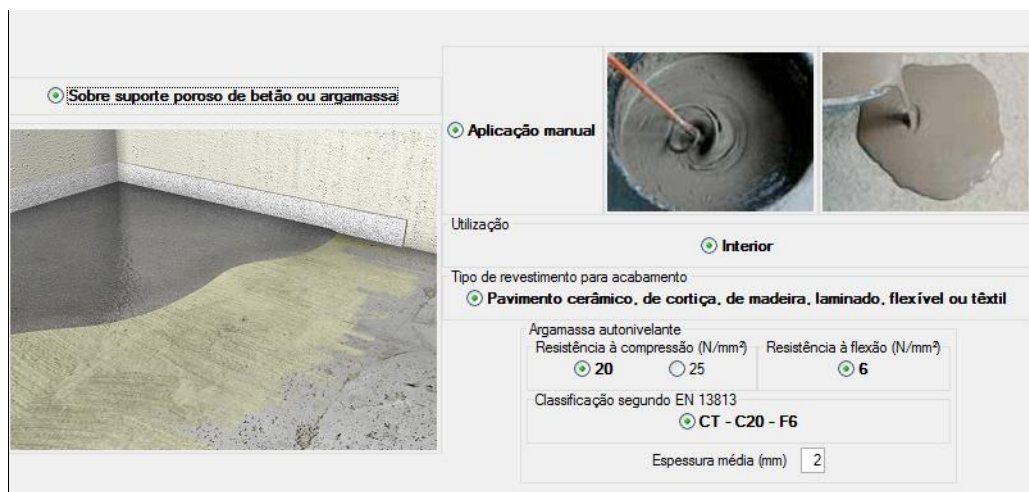 Sobre suporte poroso de betão ou argamassa
Aplicação manual
Utilização
Interior
Tipo de revestimento para acabamento
Pavimento cerâmico, de cortiça, de madeira, laminado, flexível ou têxtil
Argamassa autonivelante
Resistência à compressão (N/mm²) Resistência à flexão (N/mm²)
20 25 6
Classificação segundo EN 13813
CT - C20 - F6
Espessura média (mm) 2